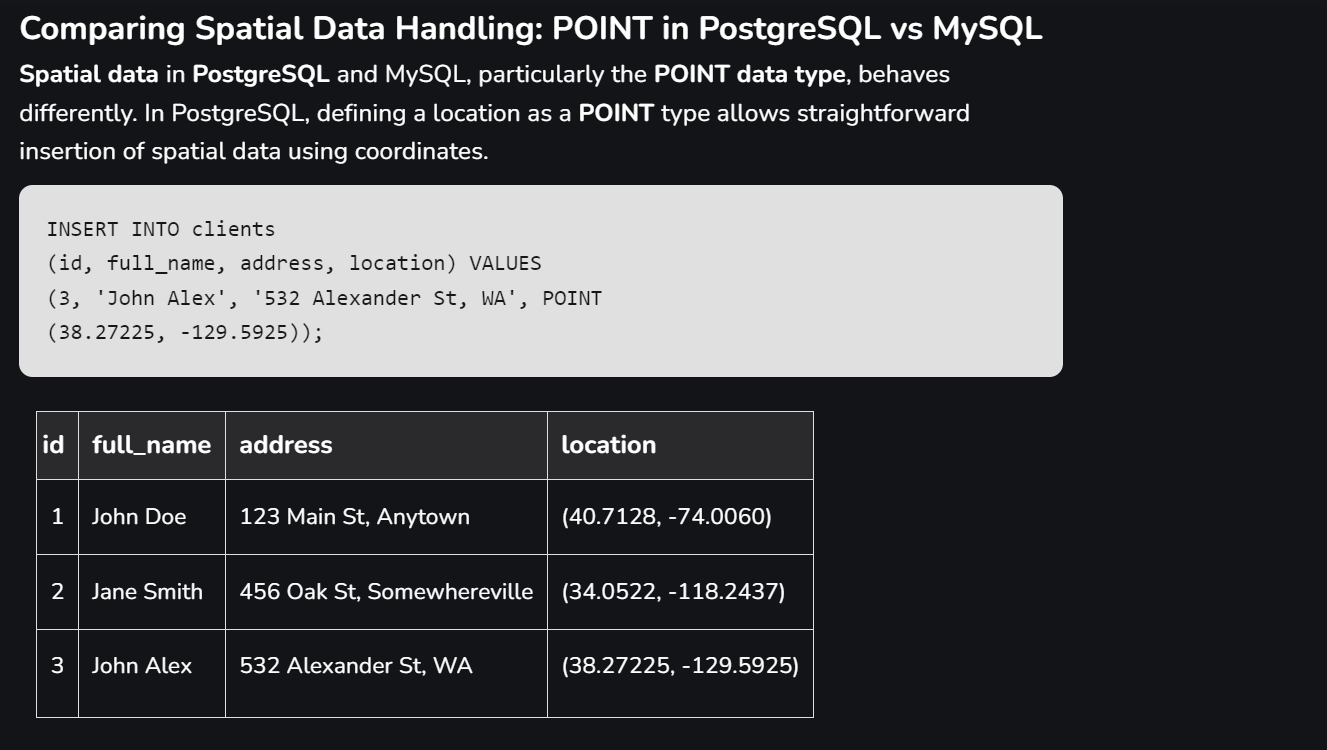 Comparing Spatial Data Handling: POINT in PostgreSQL vs MySQL
Spatial data in PostgreSQL and MySQL, particularly the POINT data type, behaves
differently. In PostgreSQL, defining a location as a POINT type allows straightforward
insertion of spatial data using coordinates.
INSERT INTO clients
(id, full_name, address, location) VALUES
(3, 'John Alex', '532 Alexander St, WA', POINT
(38.27225, -129.5925));
id full_name address location
1 John Doe 123 Main St, Anytown (40.7128, -74.0060)
2 Jane Smith 456 Oak St, Somewhereville (34.0522, -118.2437)
3 John Alex 532 Alexander St, WA (38.27225, -129.5925)